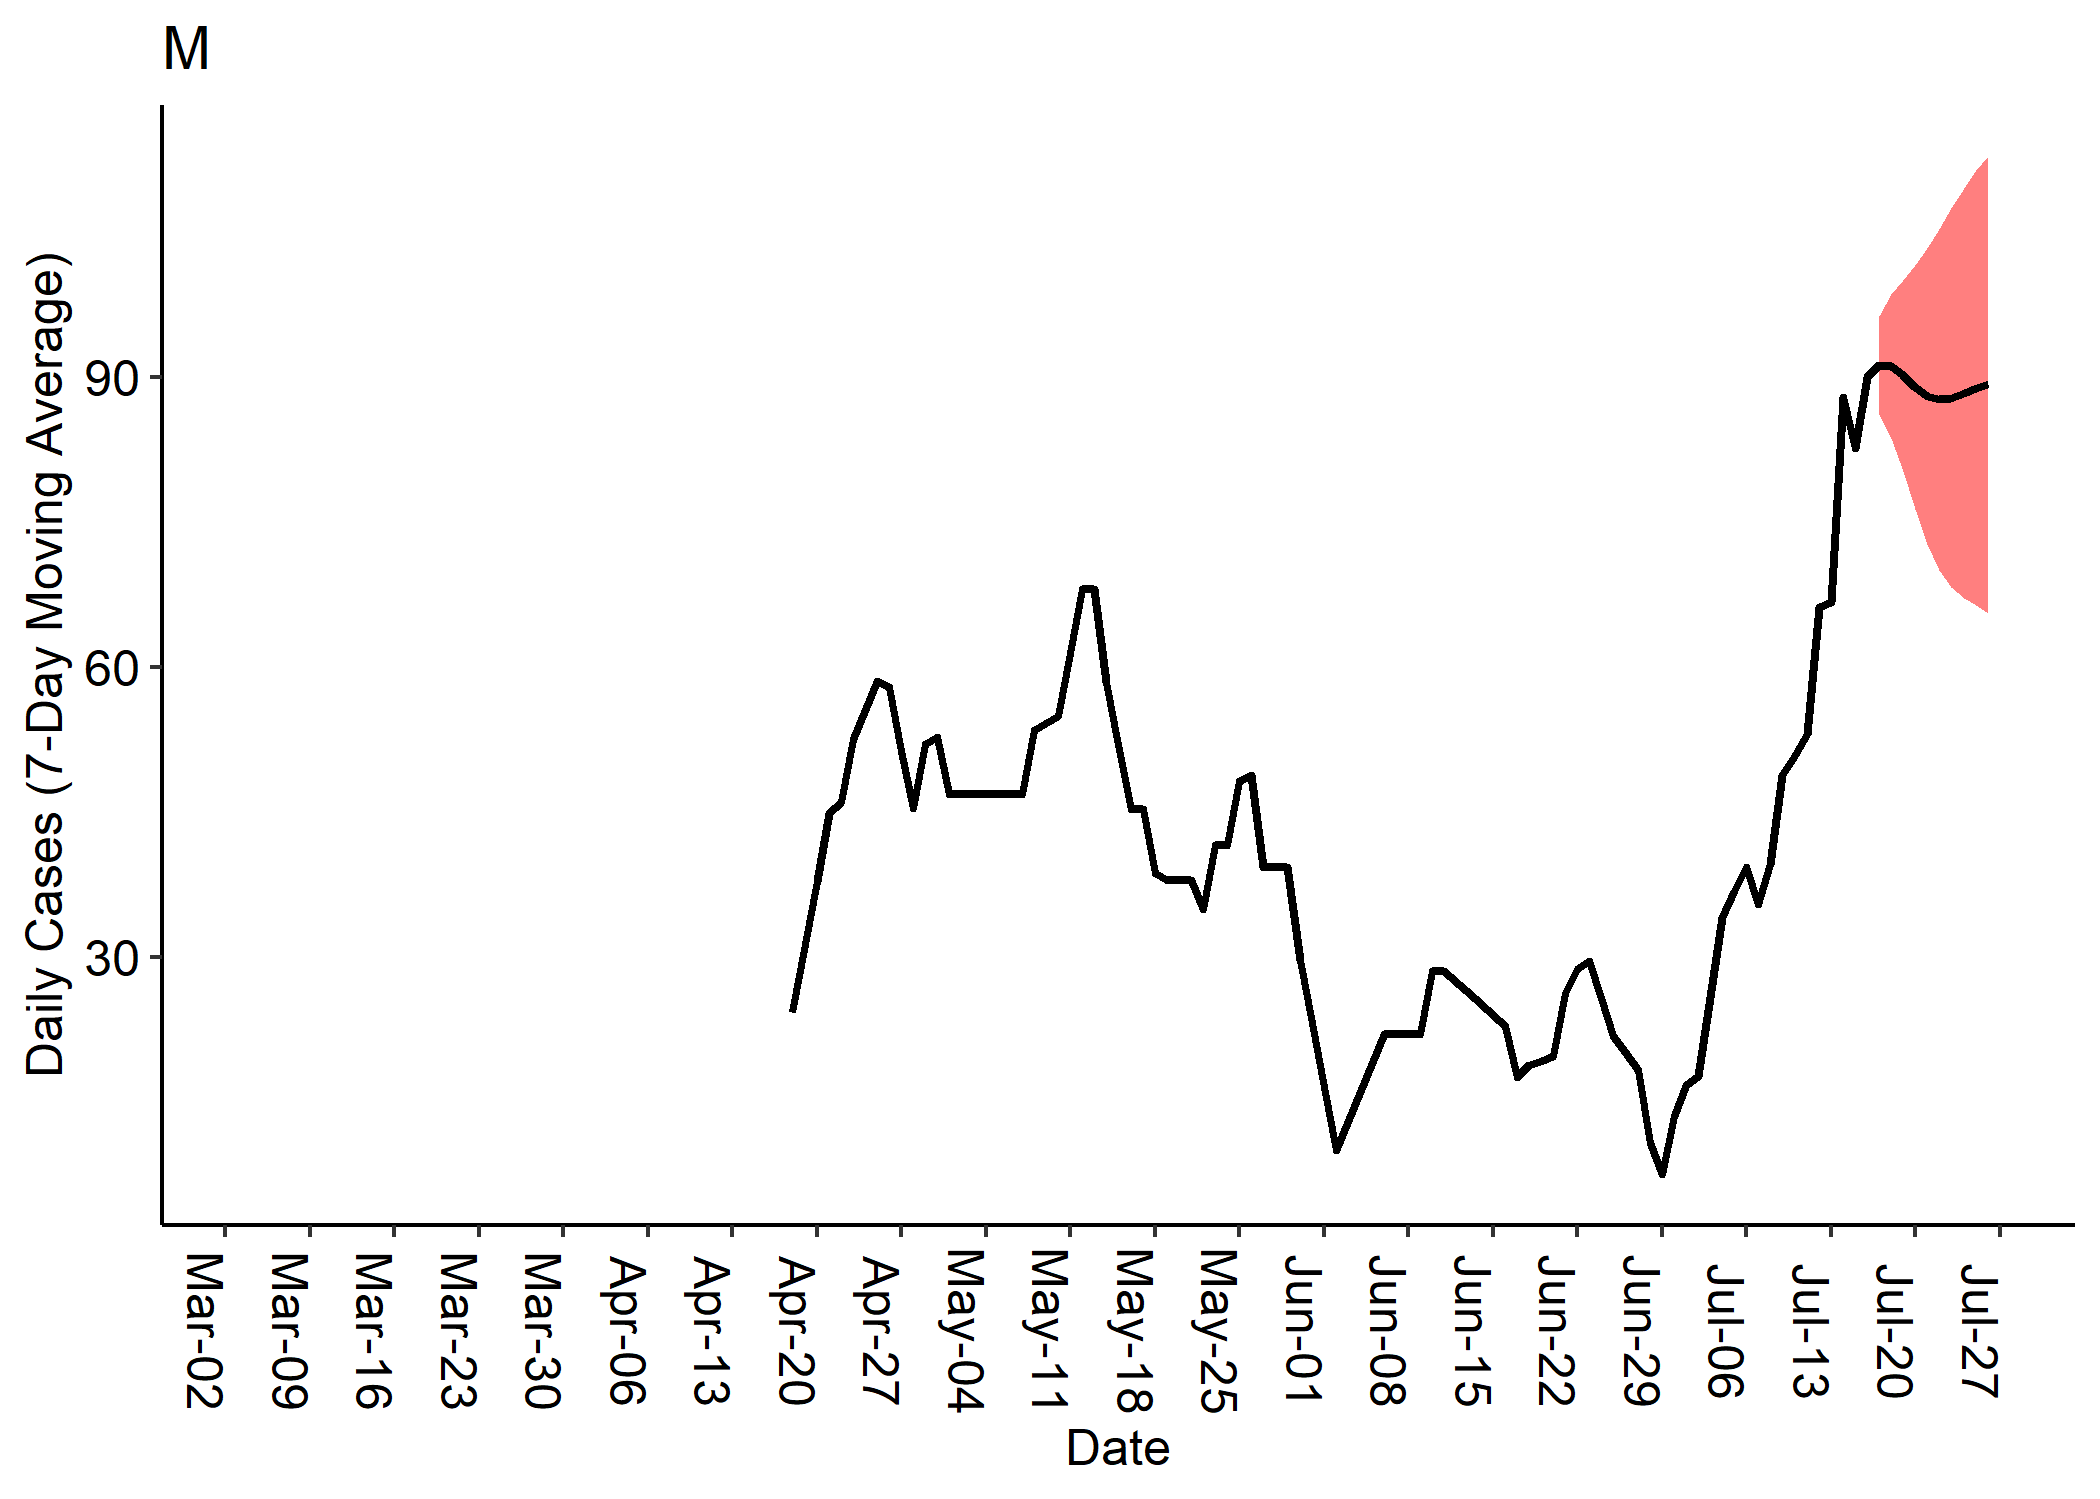 M
Daily Cases (7-Day Moving Average)
90
60
30
Mar-02
Mar-09
Mar-16
Mar-23
Mar-30
Apr-06
Apr-13
Apr-20
Apr-27
May-04
May-11
May-18
May-25
Jun-01
Jun-08
Jun-15
Jun-22
Jun-29
Jul-06
Jul-13
Jul-20
Jul-27
Date